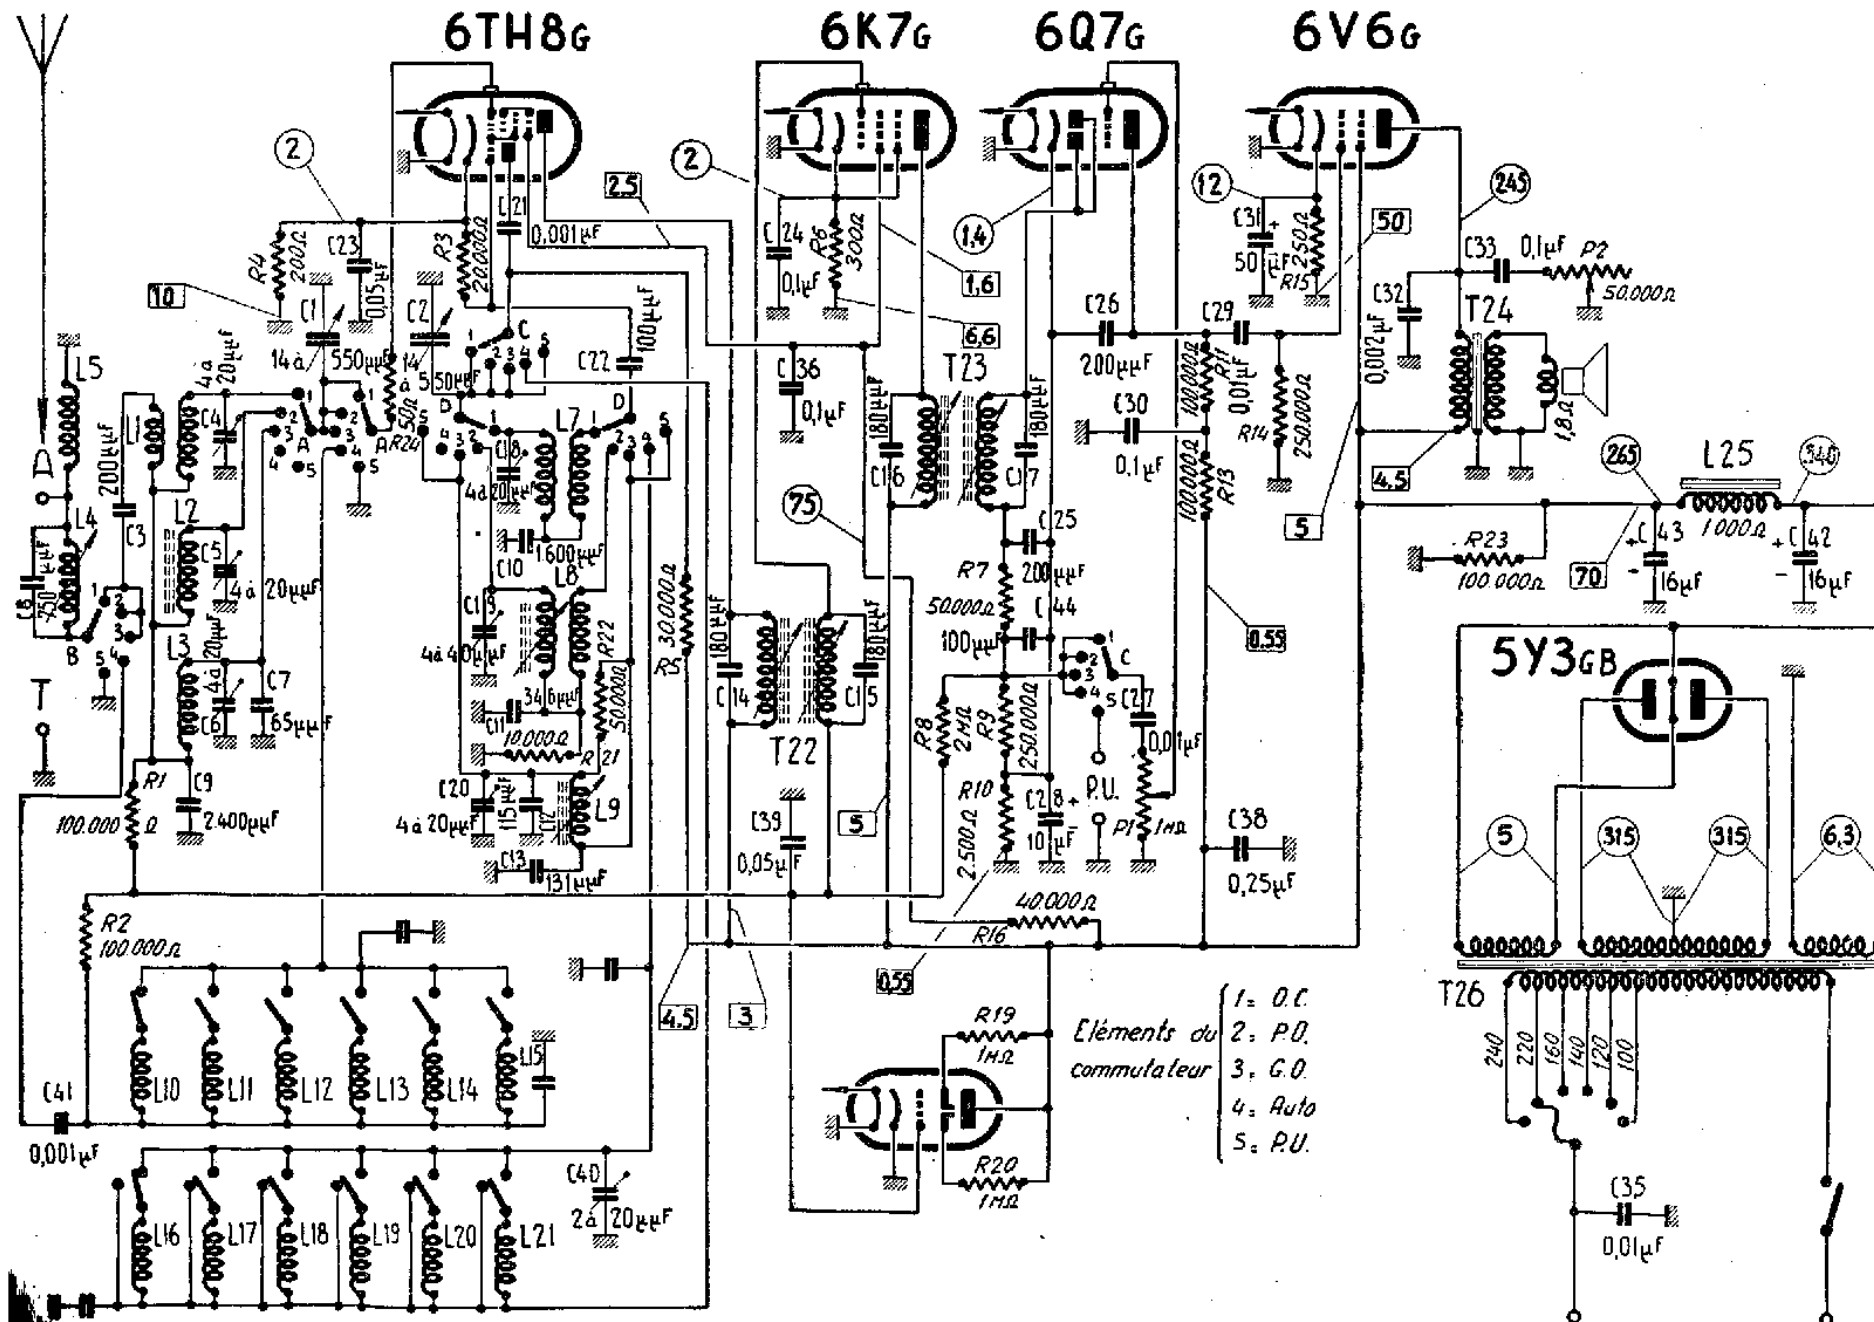 6TH8G
6K7G
6Q7G
6V6G
2
C21
0,001µF
2.5
R4
200Ω
C23
0,05µF
10
R3
20.000Ω
2
C24
0,1µF
R6
300Ω
1,6
6,6
1,4
12
C31
+
50µF
250Ω
R15
50
245
C33
0,1µF
P2
50.000Ω
C32
0,002µF
T24
1,8Ω
C1
14 à 550µµF
C2
14 à 550µµF
50Ω
R24
C22
100µµF
L5
L1
4 à 20µµF
C4
200µµF
C3
L2
C5
4 à 20µµF
L4
C8
250µµF
A
T
B
L3
4 à 20µµF
C6
C7
65µµF
R1
100.000Ω
C9
2.400µµF
R2
100.000Ω
L7
C18
4 à 20µµF
C10
1600µµF
L8
C19
4 à 40µµF
R22
50.000Ω
C11
346µµF
10.000Ω
R21
L9
C20
4 à 20µµF
115µµF
C12
C13
131µµF
30.000Ω
R5
C36
0,1µF
180µµF
C16
T23
180µµF
C17
C26
200µµF
C30
0,1µF
C29
0,01µF
100.000Ω
R11
R14
250.000Ω
100.000Ω
R13
0.55
5
4.5
265
L25
340
1000Ω
R23
100.000Ω
70
+ C43
- 16µF
+ C42
- 16µF
75
C25
200µµF
R7
50.000Ω
C44
100µµF
180µµF
C14
T22
180µµF
C15
R8
2MΩ
R9
250.000Ω
R10
2.500Ω
C28
+
10µF
-
C27
0,01µF
P.U.
P1
1MΩ
C38
0,25µF
C39
0,05µF
5
40.000Ω
R16
0,55
4.5
3
5Y3GB
5
315
315
6,3
T26
240
220
160
140
120
100
C35
0,01µF
R19
1MΩ
R20
1MΩ
Eléments du
commutateur
1= O.C.
2= P.O.
3= G.O.
4= Auto
5= P.U.
C41
0,001µF
L10
L11
L12
L13
L14
L15
L16
L17
L18
L19
L20
L21
C40
2 à 20µµF